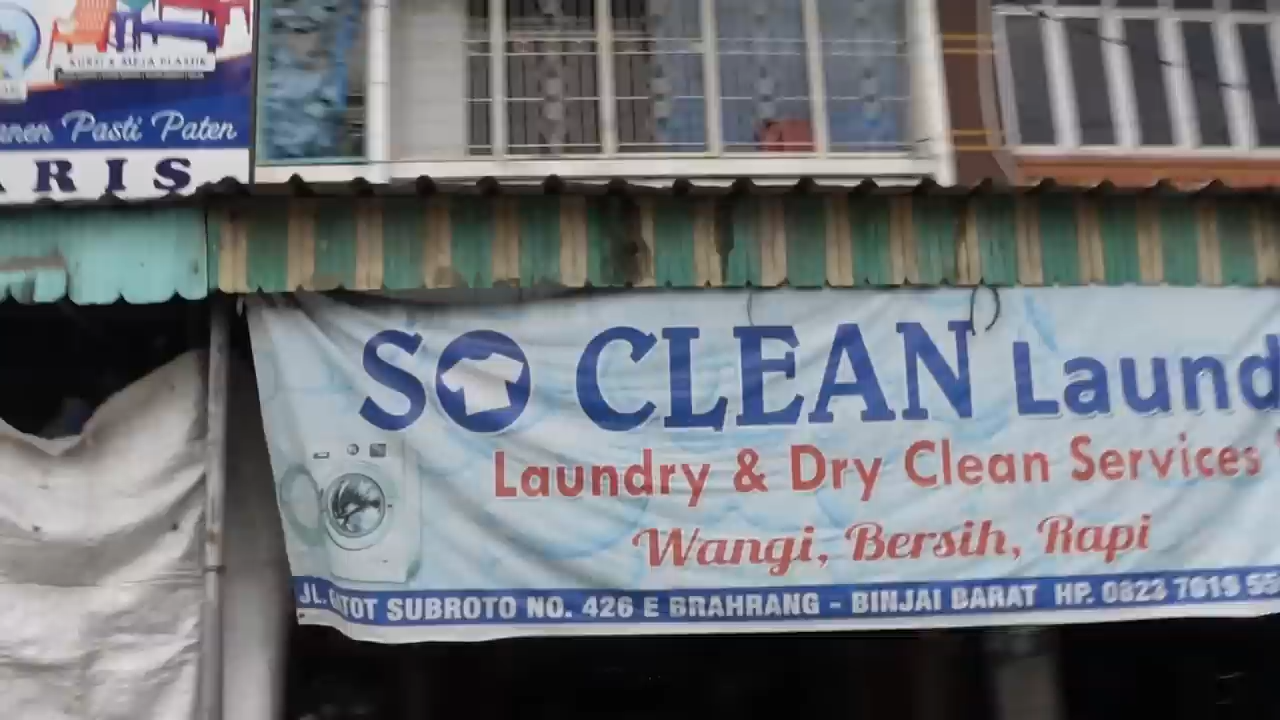 KURSI & MEJA PLASTIK
Pasti Paten
ARIS
SO CLEAN Laund
Laundry & Dry Clean Services
Wangi, Bersih, Rapi
JL. GATOT SUBROTO NO. 426 E BRAHRANG - BINJAI BARAT HP. 0823 7619